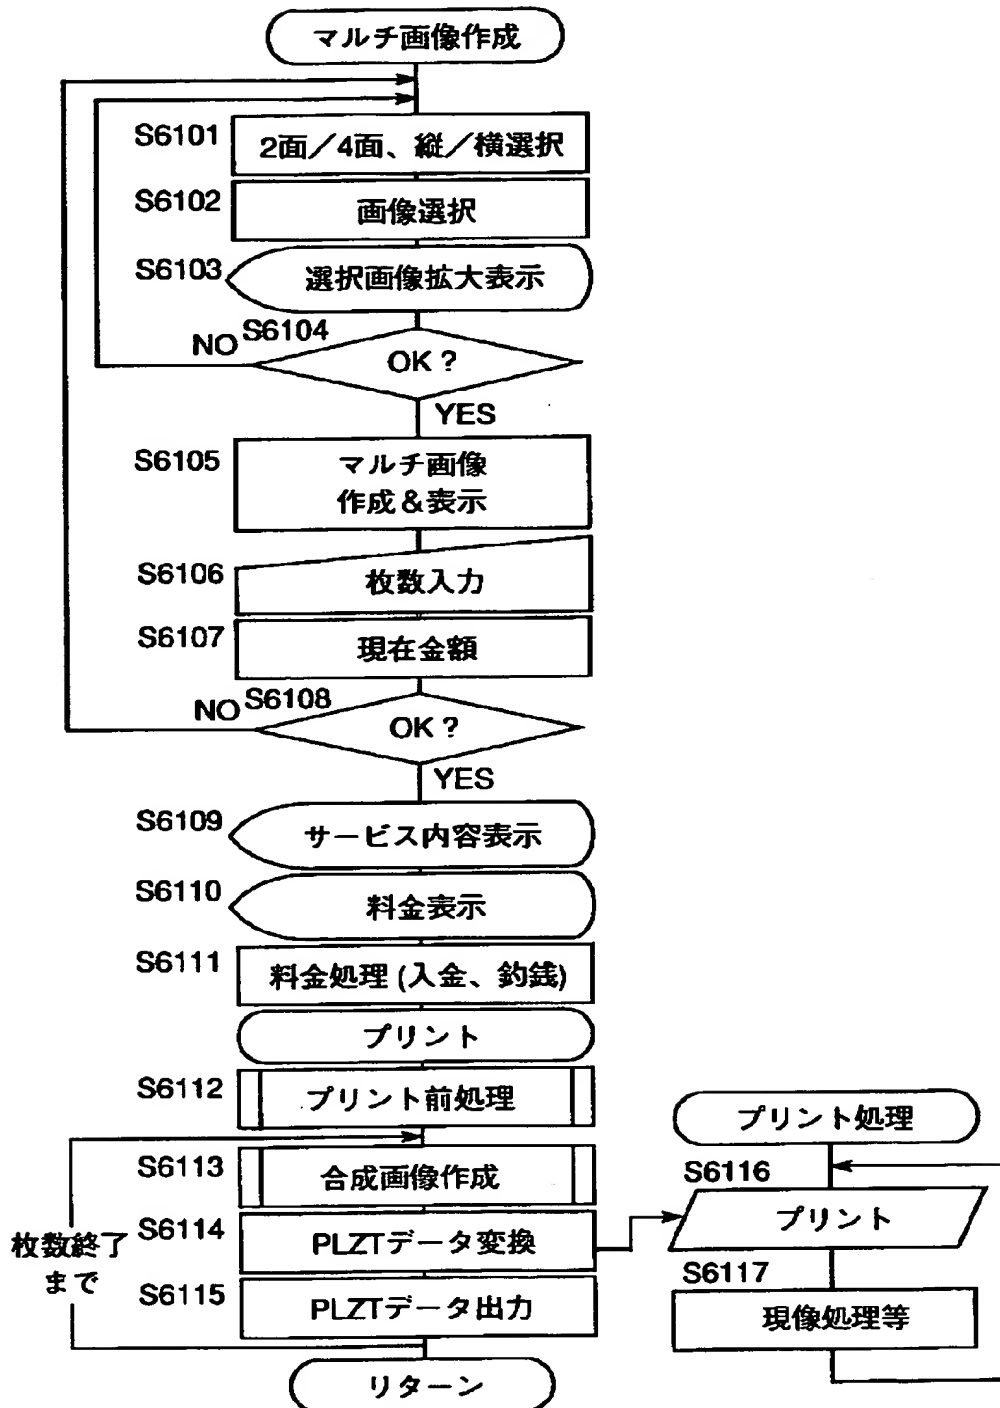 マルチ画像作成
S6101
2面／4面、縦／横選択
S6102
画像選択
S6103
選択画像拡大表示
S6104
NO
OK？
YES
S6105
マルチ画像
作成＆表示
S6106
枚数入力
S6107
現在金額
S6108
NO
OK？
YES
S6109
サービス内容表示
S6110
料金表示
S6111
料金処理 (入金、釣銭)
プリント
S6112
プリント前処理
S6113
合成画像作成
S6114
PLZTデータ変換
S6115
PLZTデータ出力
枚数終了
まで
リターン
プリント処理
S6116
プリント
S6117
現像処理等